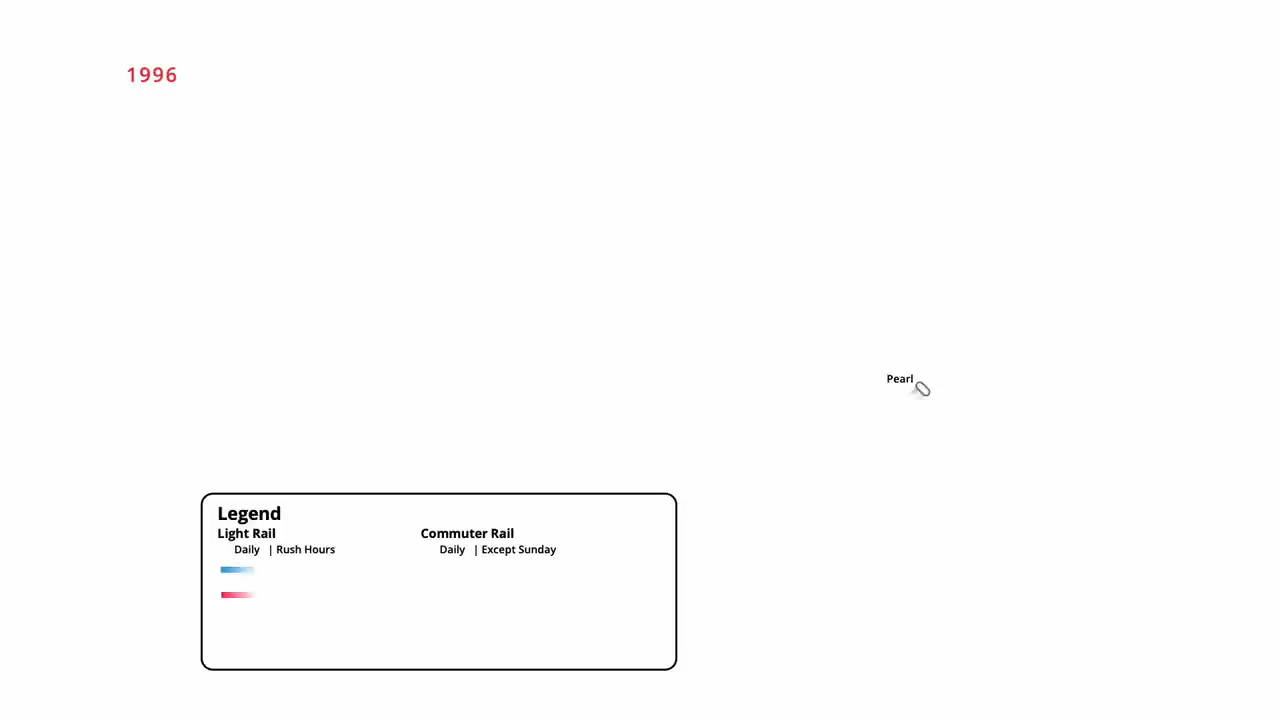 1996
Pearl
Legend
Light Rail
Commuter Rail
Daily | Rush Hours
Daily | Except Sunday